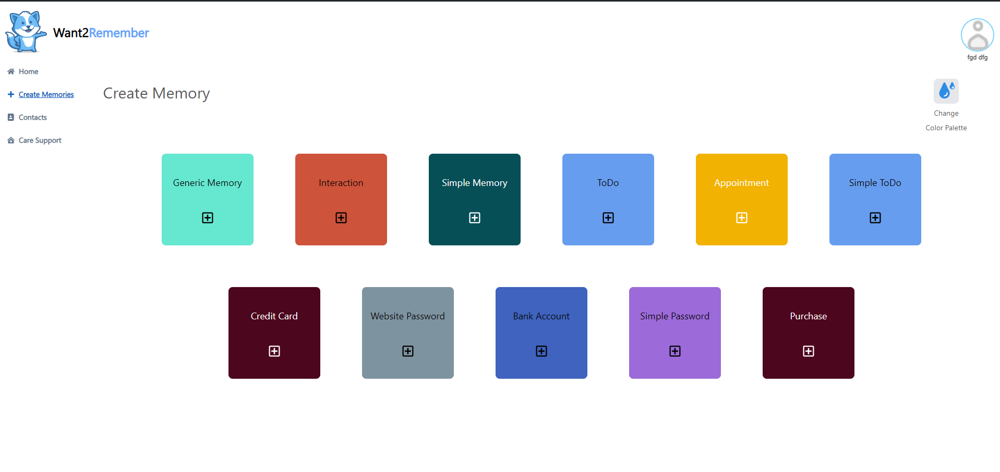 Want2Remember
fgd dfg
Home
Create Memories
Contacts
Care Support
Create Memory
Change
Color Palette
Generic Memory
Interaction
Simple Memory
ToDo
Appointment
Simple ToDo
Credit Card
Website Password
Bank Account
Simple Password
Purchase